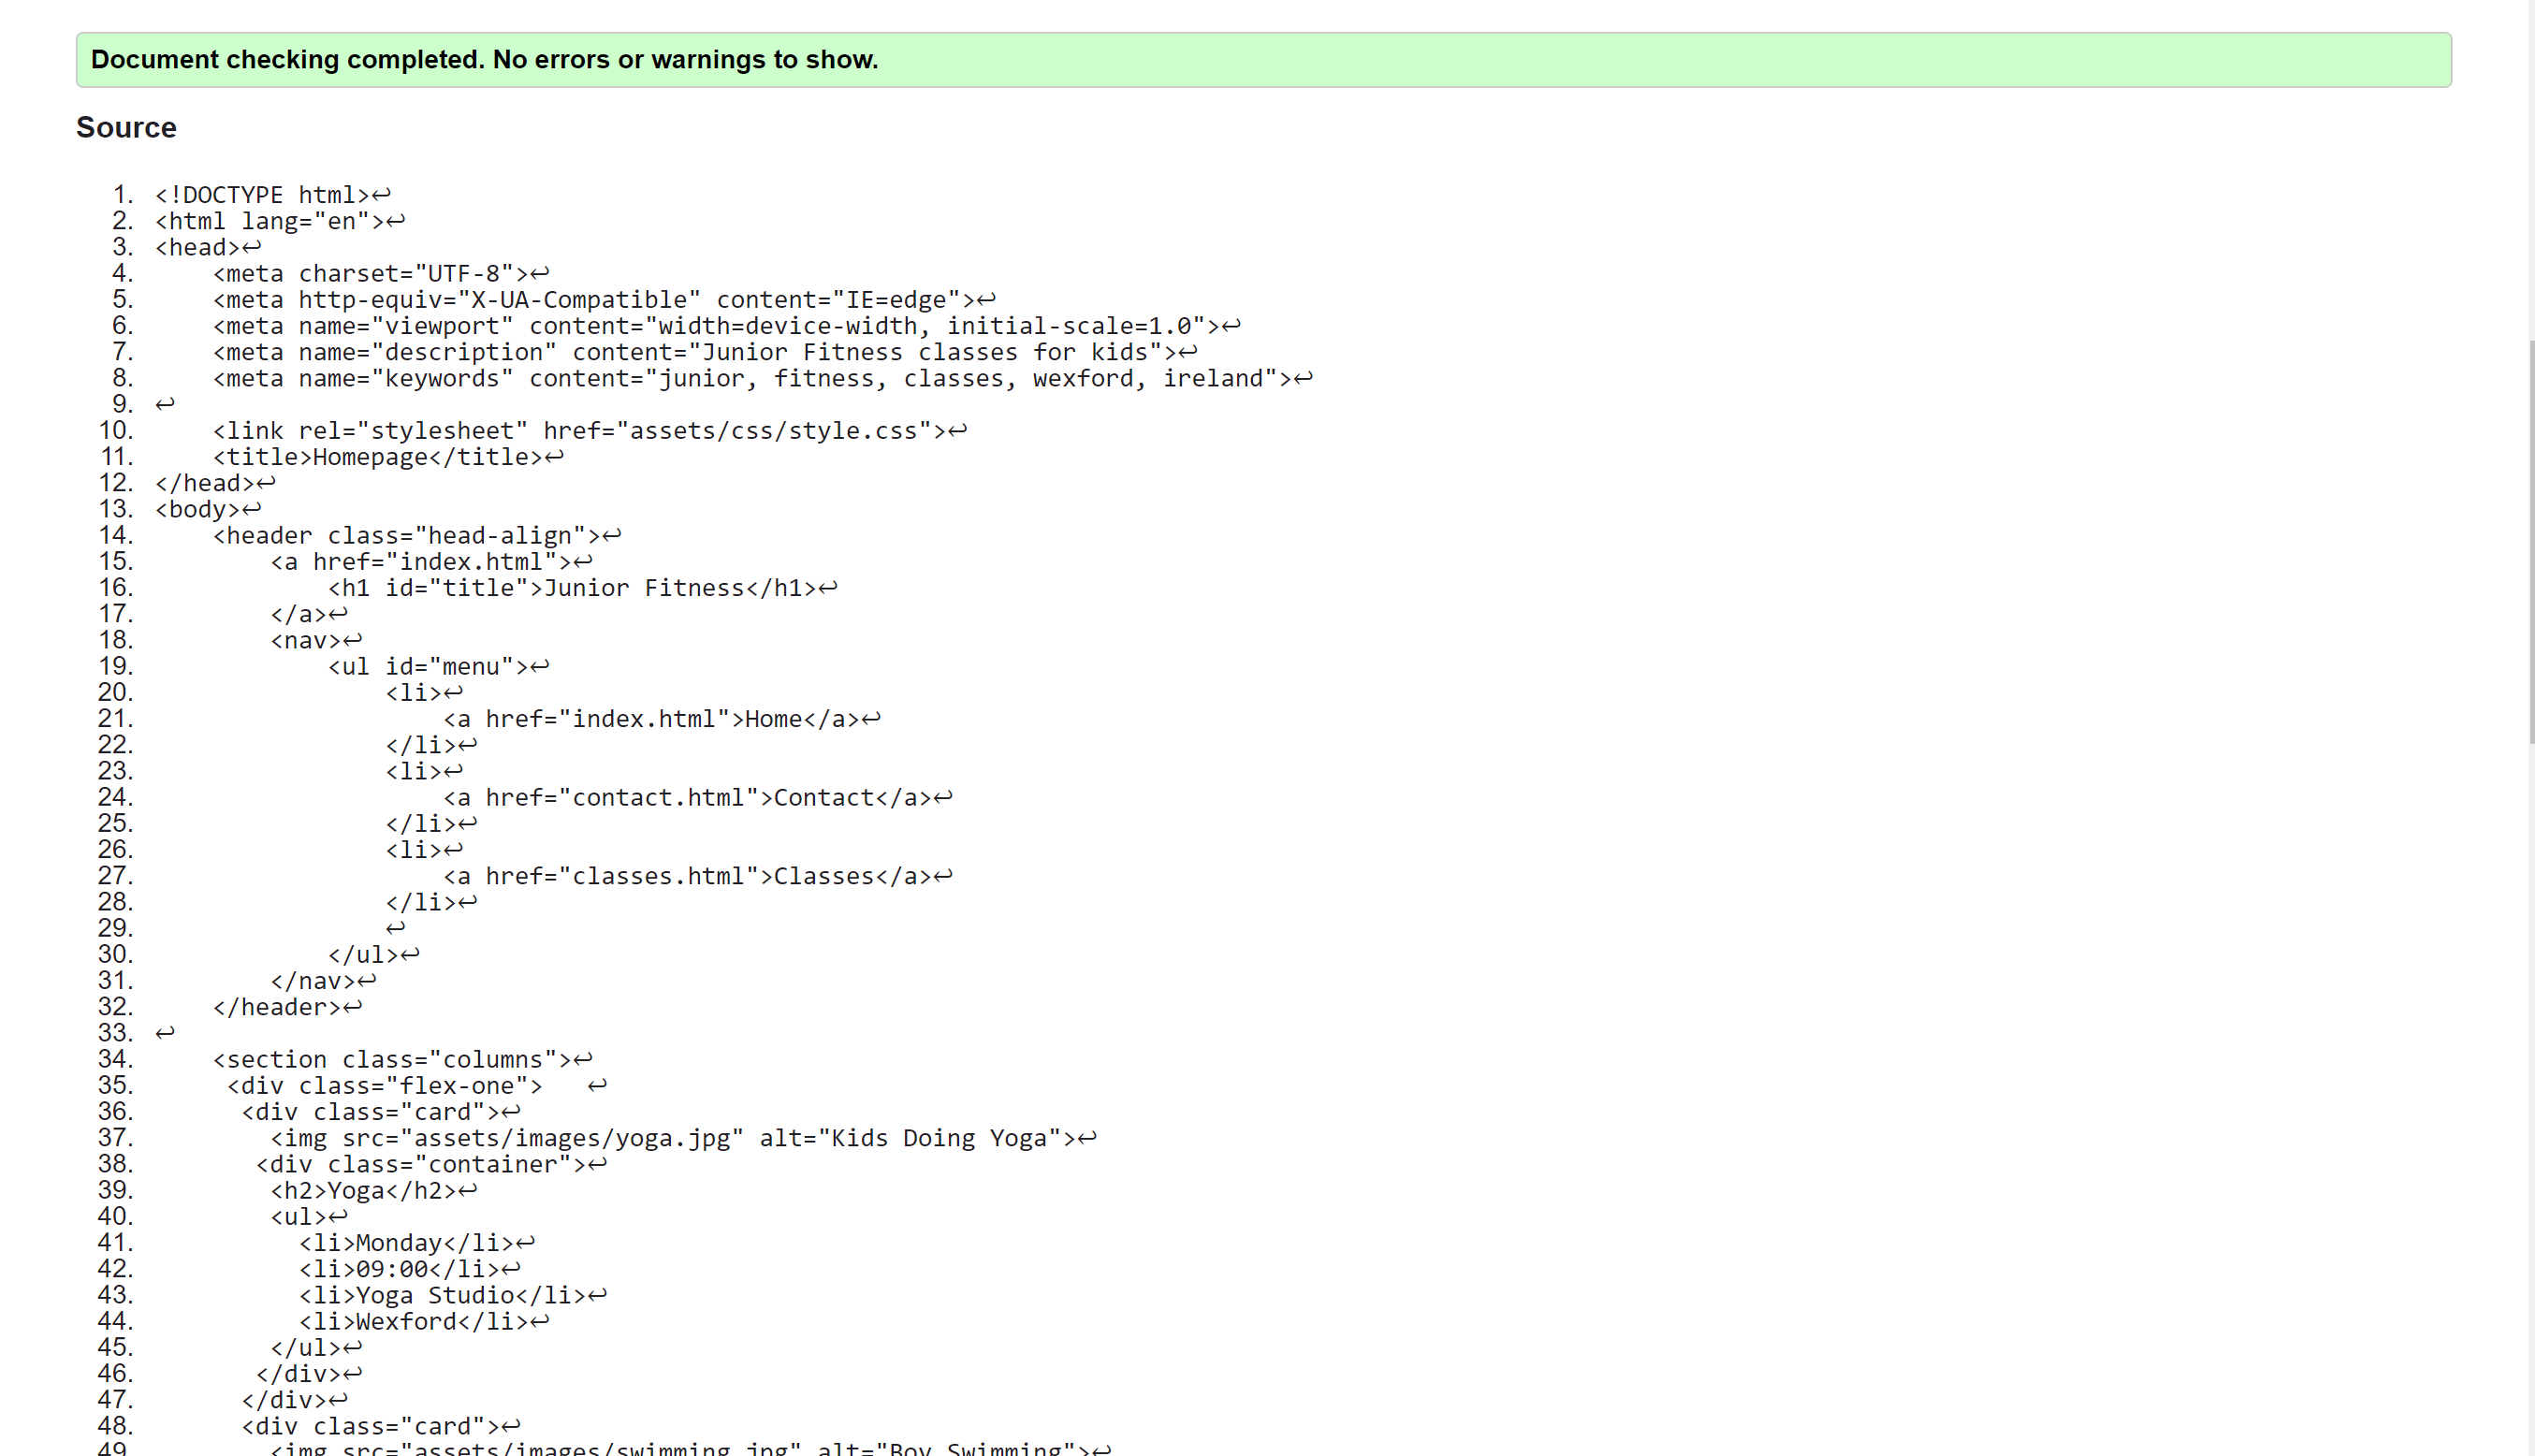 Document checking completed. No errors or warnings to show.
Source
1. <!DOCTYPE html>↩
2. <html lang="en">↩
3. <head>↩
4.     <meta charset="UTF-8">↩
5.     <meta http-equiv="X-UA-Compatible" content="IE=edge">↩
6.     <meta name="viewport" content="width=device-width, initial-scale=1.0">↩
7.     <meta name="description" content="Junior Fitness classes for kids">↩
8.     <meta name="keywords" content="junior, fitness, classes, wexford, ireland">↩
9. ↩
10.     <link rel="stylesheet" href="assets/css/style.css">↩
11.     <title>Homepage</title>↩
12. </head>↩
13. <body>↩
14.     <header class="head-align">↩
15.         <a href="index.html">↩
16.             <h1 id="title">Junior Fitness</h1>↩
17.         </a>↩
18.         <nav>↩
19.             <ul id="menu">↩
20.                 <li>↩
21.                     <a href="index.html">Home</a>↩
22.                 </li>↩
23.                 <li>↩
24.                     <a href="contact.html">Contact</a>↩
25.                 </li>↩
26.                 <li>↩
27.                     <a href="classes.html">Classes</a>↩
28.                 </li>↩
29.                 ↩
30.             </ul>↩
31.         </nav>↩
32.     </header>↩
33. ↩
34.     <section class="columns">↩
35.      <div class="flex-one">   ↩
36.       <div class="card">↩
37.         <img src="assets/images/yoga.jpg" alt="Kids Doing Yoga">↩
38.        <div class="container">↩
39.         <h2>Yoga</h2>↩
40.         <ul>↩
41.           <li>Monday</li>↩
42.           <li>09:00</li>↩
43.           <li>Yoga Studio</li>↩
44.           <li>Wexford</li>↩
45.         </ul>↩
46.        </div>↩
47.       </div>↩
48.       <div class="card">↩
49.         <img src="assets/images/swimming.jpg" alt="Boy Swimming">↩